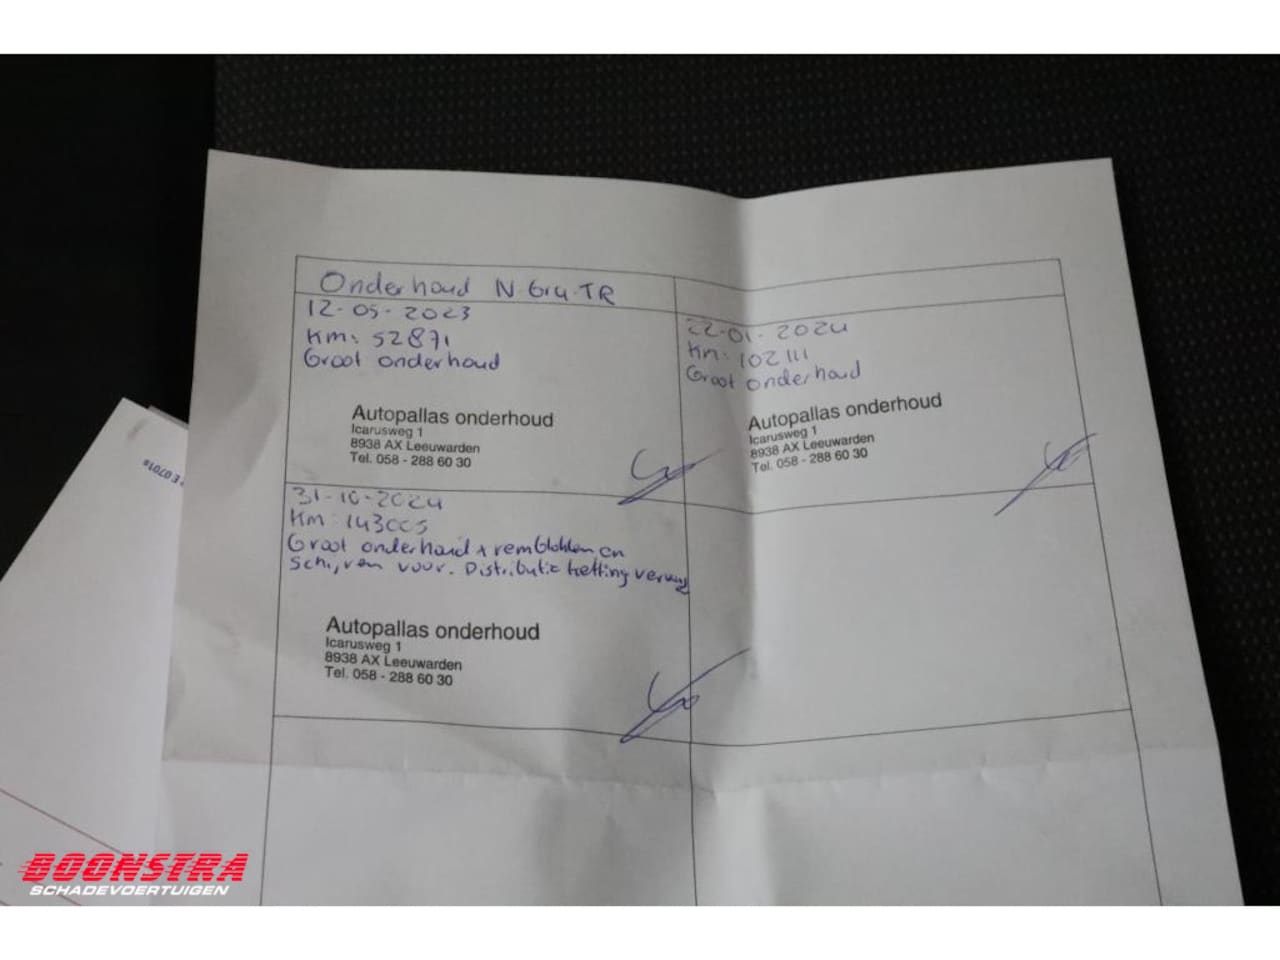 Onderhoud N 614 TR
12-05-2023
Km: 52871
Groot onderhoud
Autopallas onderhoud
Icarusweg 1
8938 AX Leeuwarden
Tel. 058 - 288 60 30
22-01-2024
Km: 102111
Groot onderhoud
Autopallas onderhoud
Icarusweg 1
8938 AX Leeuwarden
Tel. 058 - 288 60 30
31-10-2024
Km: 143005
Groot onderhoud + remblokken en
Schijven voor. Distributie ketting vervang
Autopallas onderhoud
Icarusweg 1
8938 AX Leeuwarden
Tel. 058 - 288 60 30
BOONSTRA
SCHADEVOERTUIGEN